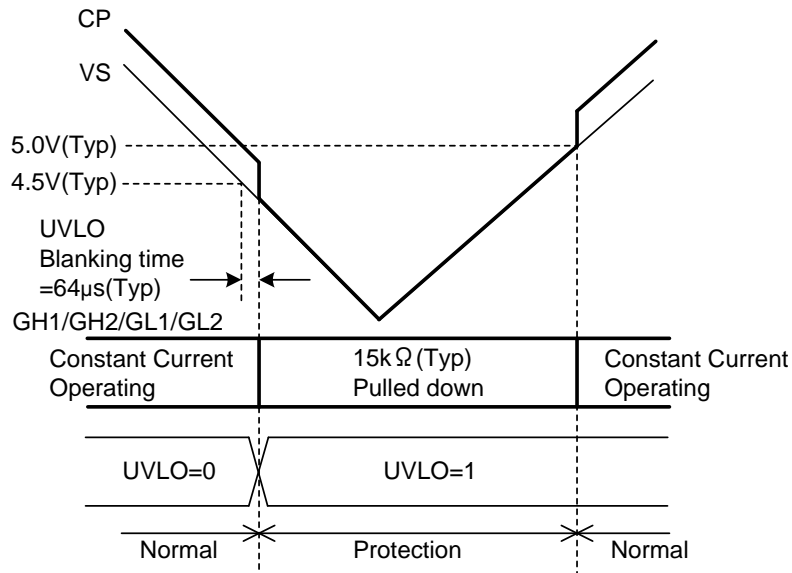 CP
VS
5.0V(Typ)
4.5V(Typ)
UVLO
Blanking time
=64µs(Typ)
GH1/GH2/GL1/GL2
Constant Current
Operating
15kΩ(Typ)
Pulled down
Constant Current
Operating
UVLO=0
UVLO=1
Normal
Protection
Normal